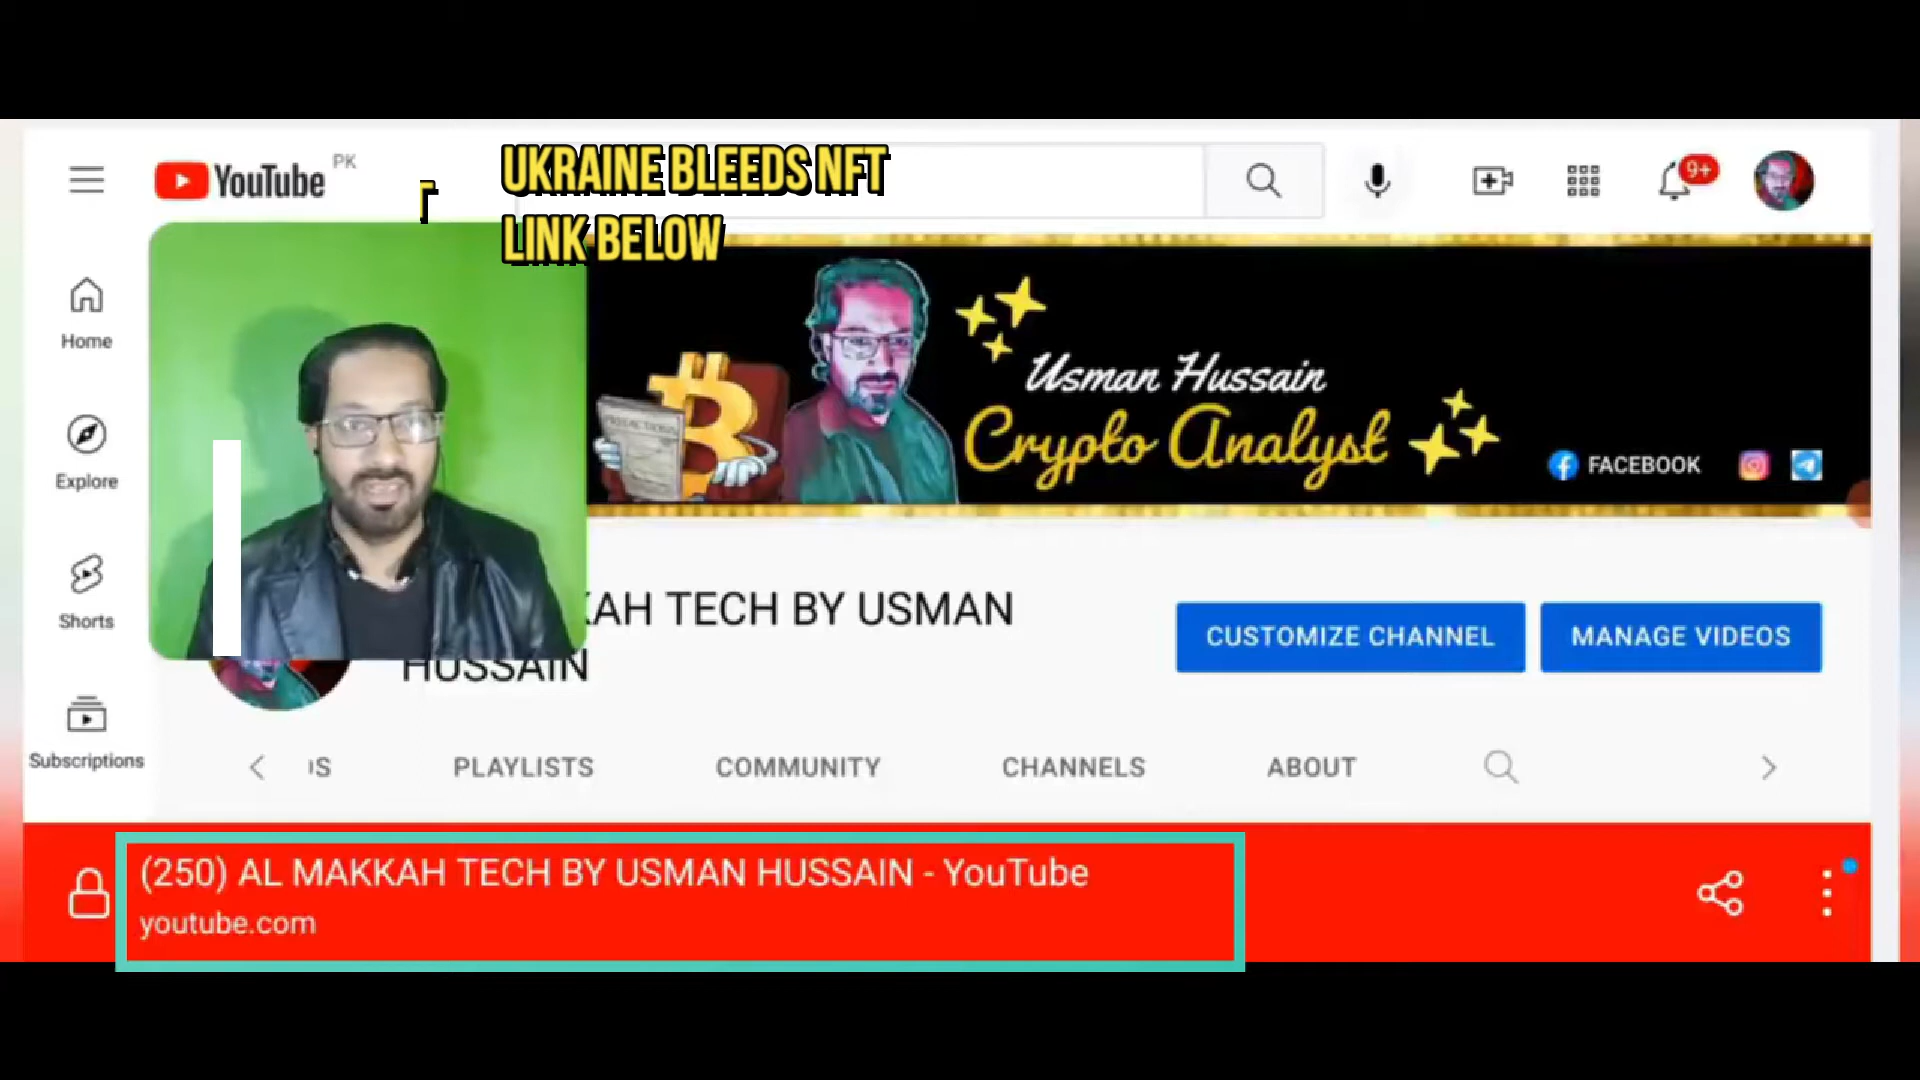 YouTube PK
UKRAINE BLEEDS NFT
LINK BELOW
9+
Home
Explore
Shorts
Subscriptions
Usman Hussain
Crypto Analyst
FACEBOOK
KAH TECH BY USMAN
HUSSAIN
CUSTOMIZE CHANNEL
MANAGE VIDEOS
PLAYLISTS
COMMUNITY
CHANNELS
ABOUT
(250) AL MAKKAH TECH BY USMAN HUSSAIN - YouTube
youtube.com